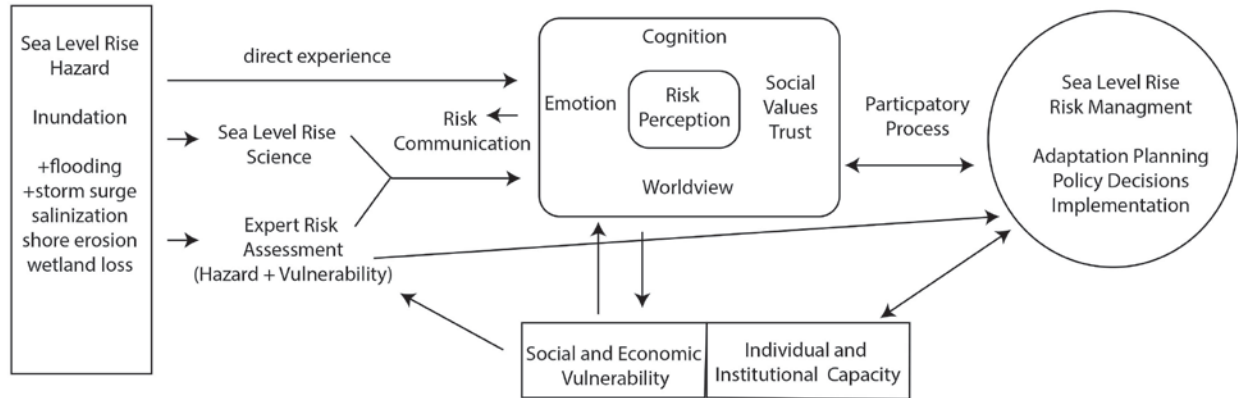 Sea Level Rise
Hazard
Inundation
+flooding
+storm surge
salinization
shore erosion
wetland loss
direct experience
Sea Level Rise
Science
Expert Risk
Assessment
(Hazard + Vulnerability)
Risk
Communication
Cognition
Emotion
Risk
Perception
Social
Values
Trust
Worldview
Particpatory
Process
Sea Level Rise
Risk Managment
Adaptation Planning
Policy Decisions
Implementation
Social and Economic
Vulnerability
Individual and
Institutional Capacity